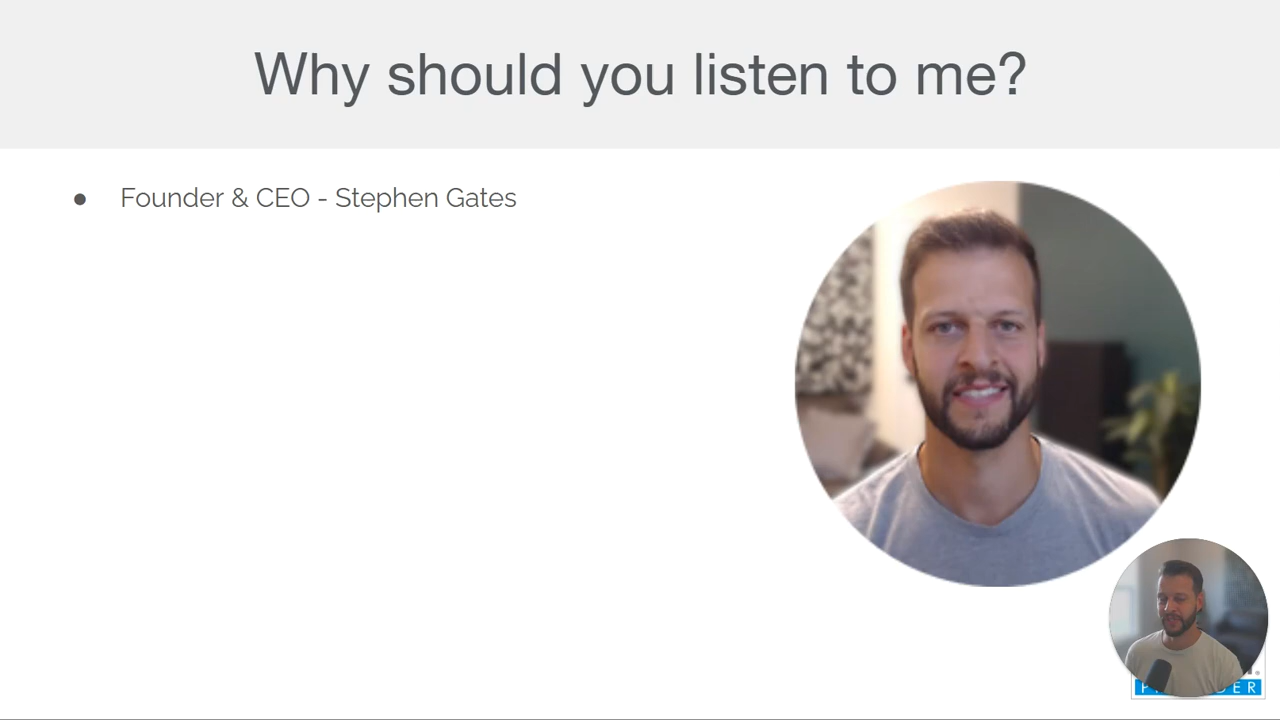 Why should you listen to me?
● Founder & CEO - Stephen Gates